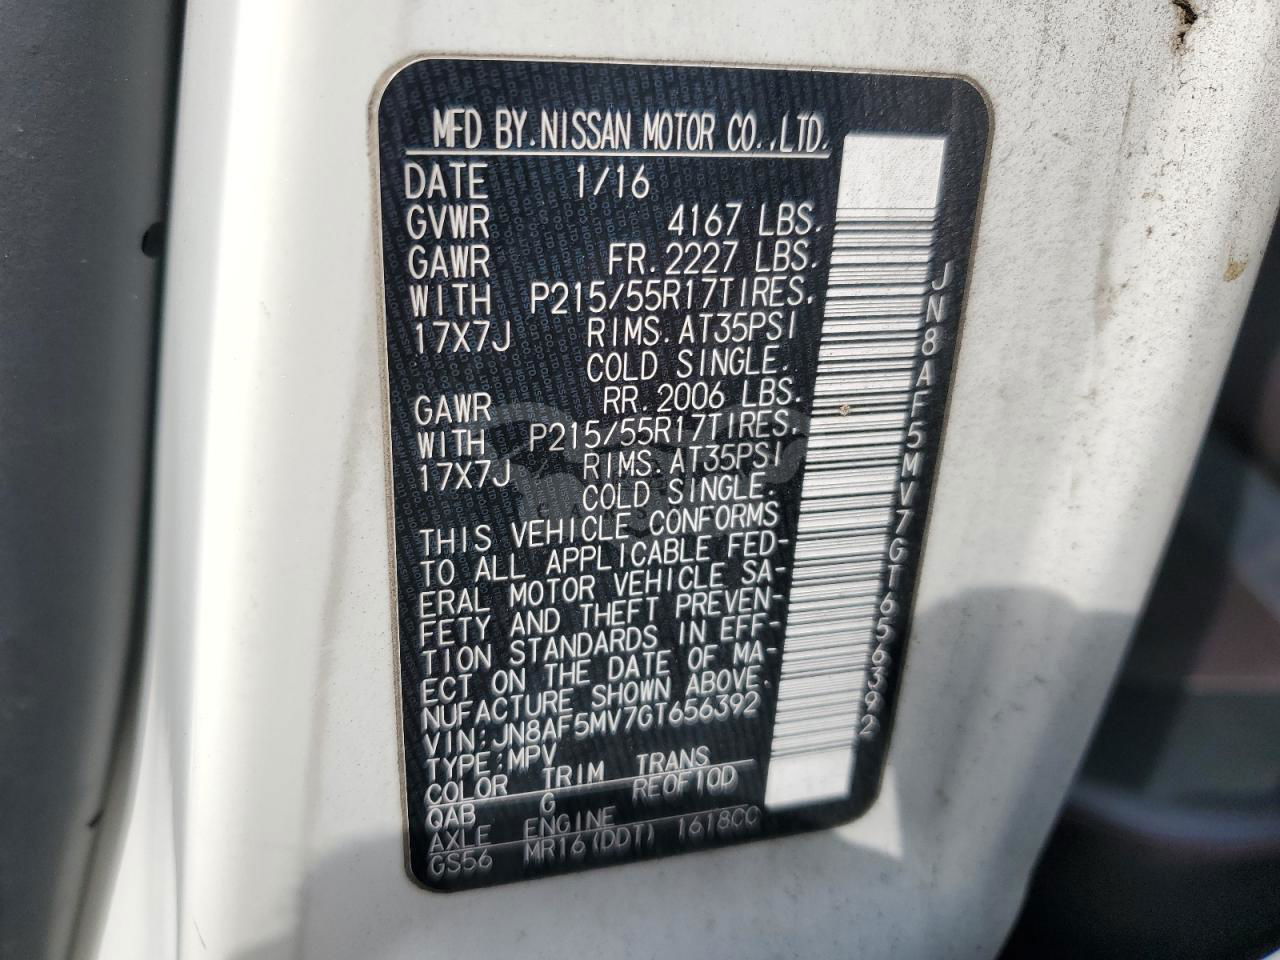 MFD BY.NISSAN MOTOR CO.,LTD.
DATE 1/16
GVWR 4167 LBS.
GAWR FR.2227 LBS.
WITH P215/55R17TIRES.
17X7J RIMS.AT35PSI
COLD SINGLE.
GAWR RR.2006 LBS.
WITH P215/55R17TIRES.
17X7J RIMS.AT35PSI
COLD SINGLE.
THIS VEHICLE CONFORMS
TO ALL APPLICABLE FED-
ERAL MOTOR VEHICLE SA-
FETY AND THEFT PREVEN-
TION STANDARDS IN EFF-
ECT ON THE DATE OF MA-
NUFACTURE SHOWN ABOVE.
VIN:JN8AF5MV7GT656392
TYPE:MPV
COLOR TRIM TRANS
QAB G RE0F10D
AXLE ENGINE
GS56 MR16(DDT) 1618CC
JN8AF5MV7GT656392